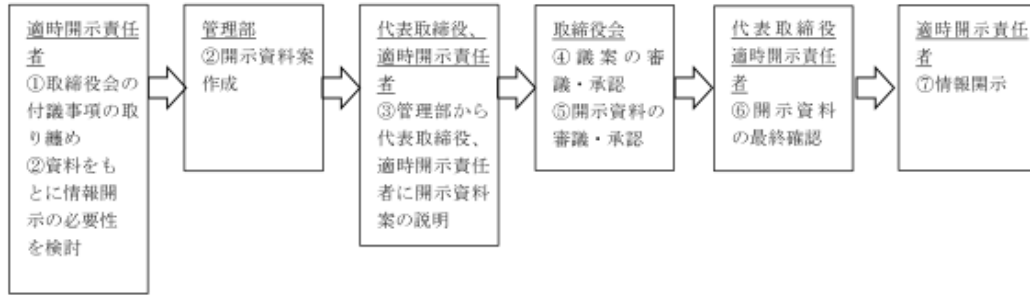 適時開示責任
者
①取締役会の
付議事項の取
り纏め
②資料をも
とに情報開
示の必要性
を検討
管理部
②開示資料案
作成
代表取締役、
適時開示責任
者
③管理部から
代表取締役、
適時開示責任
者に開示資料
案の説明
取締役会
④議案の審
議・承認
⑤開示資料の
審議・承認
代表取締役
適時開示責任
者
⑥開示資料
の最終確認
適時開示責任
者
⑦情報開示